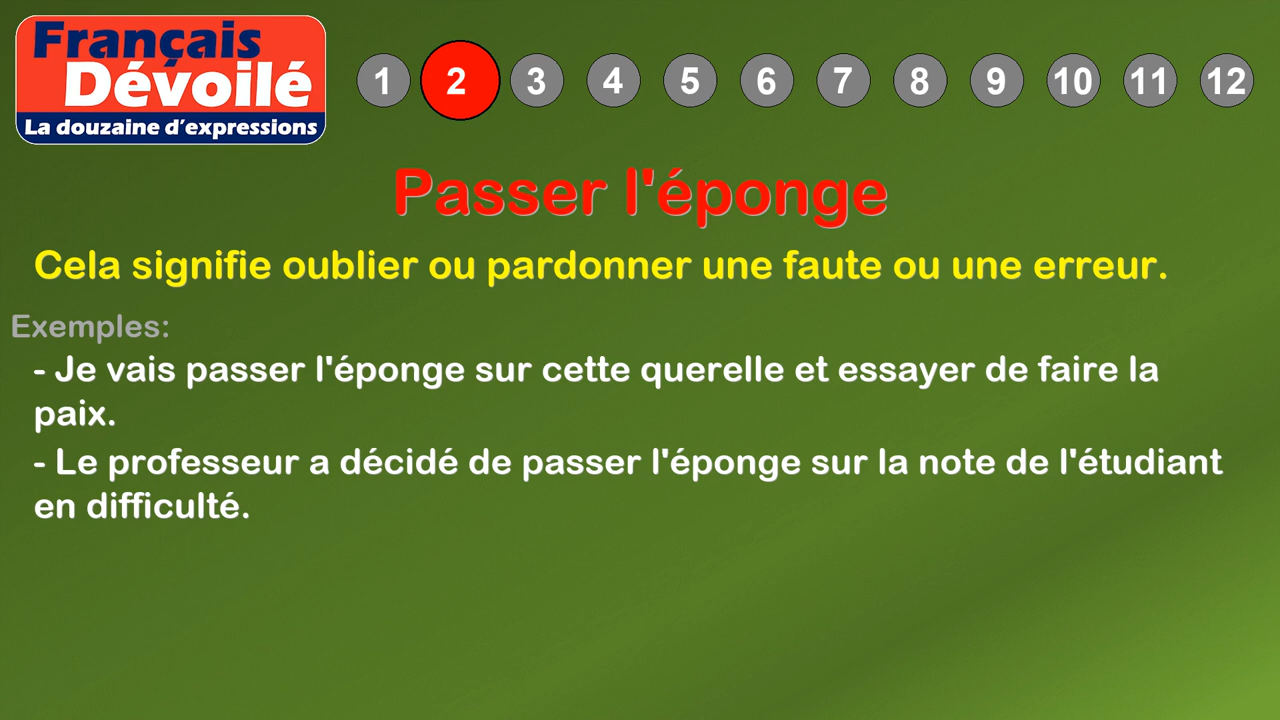 Français
Dévoilé
La douzaine d'expressions
1 2 3 4 5 6 7 8 9 10 11 12
Passer l'éponge
Cela signifie oublier ou pardonner une faute ou une erreur.
Exemples:
- Je vais passer l'éponge sur cette querelle et essayer de faire la
paix.
- Le professeur a décidé de passer l'éponge sur la note de l'étudiant
en difficulté.